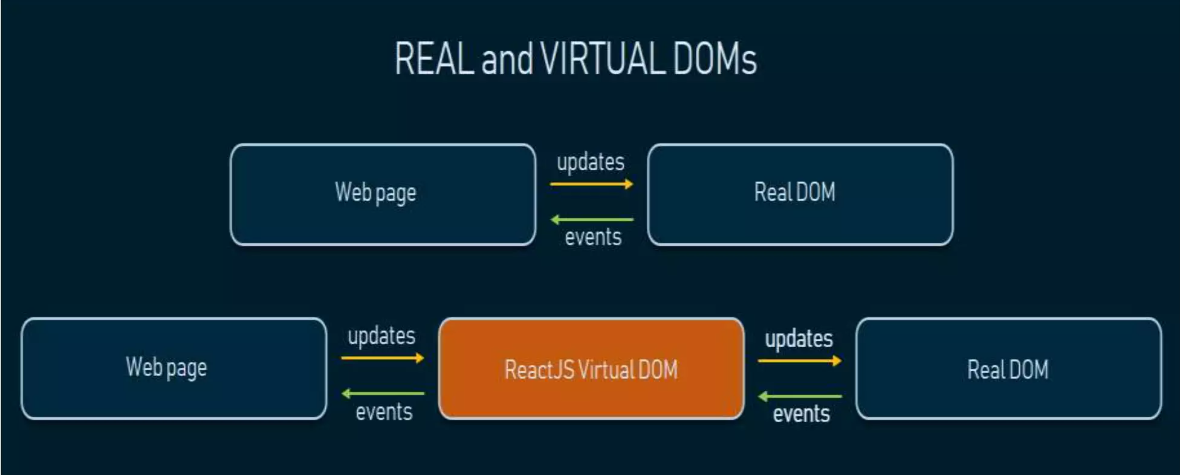 REAL and VIRTUAL DOMs
updates
Web page
Real DOM
events
updates
updates
Web page
ReactJS Virtual DOM
Real DOM
events
events